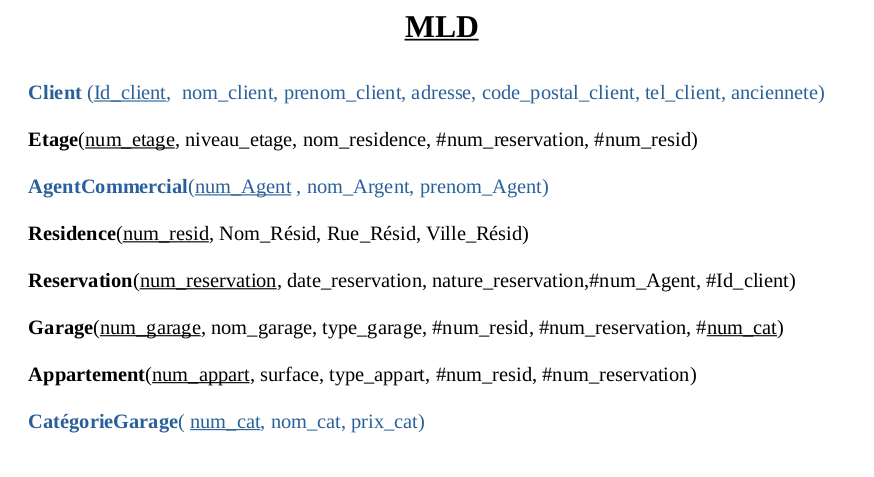 MLD
Client (Id_client, nom_client, prenom_client, adresse, code_postal_client, tel_client, anciennete)
Etage(num_etage, niveau_etage, nom_residence, #num_reservation, #num_resid)
AgentCommercial(num_Agent , nom_Argent, prenom_Agent)
Residence(num_resid, Nom_Résid, Rue_Résid, Ville_Résid)
Reservation(num_reservation, date_reservation, nature_reservation,#num_Agent, #Id_client)
Garage(num_garage, nom_garage, type_garage, #num_resid, #num_reservation, #num_cat)
Appartement(num_appart, surface, type_appart, #num_resid, #num_reservation)
CatégorieGarage( num_cat, nom_cat, prix_cat)